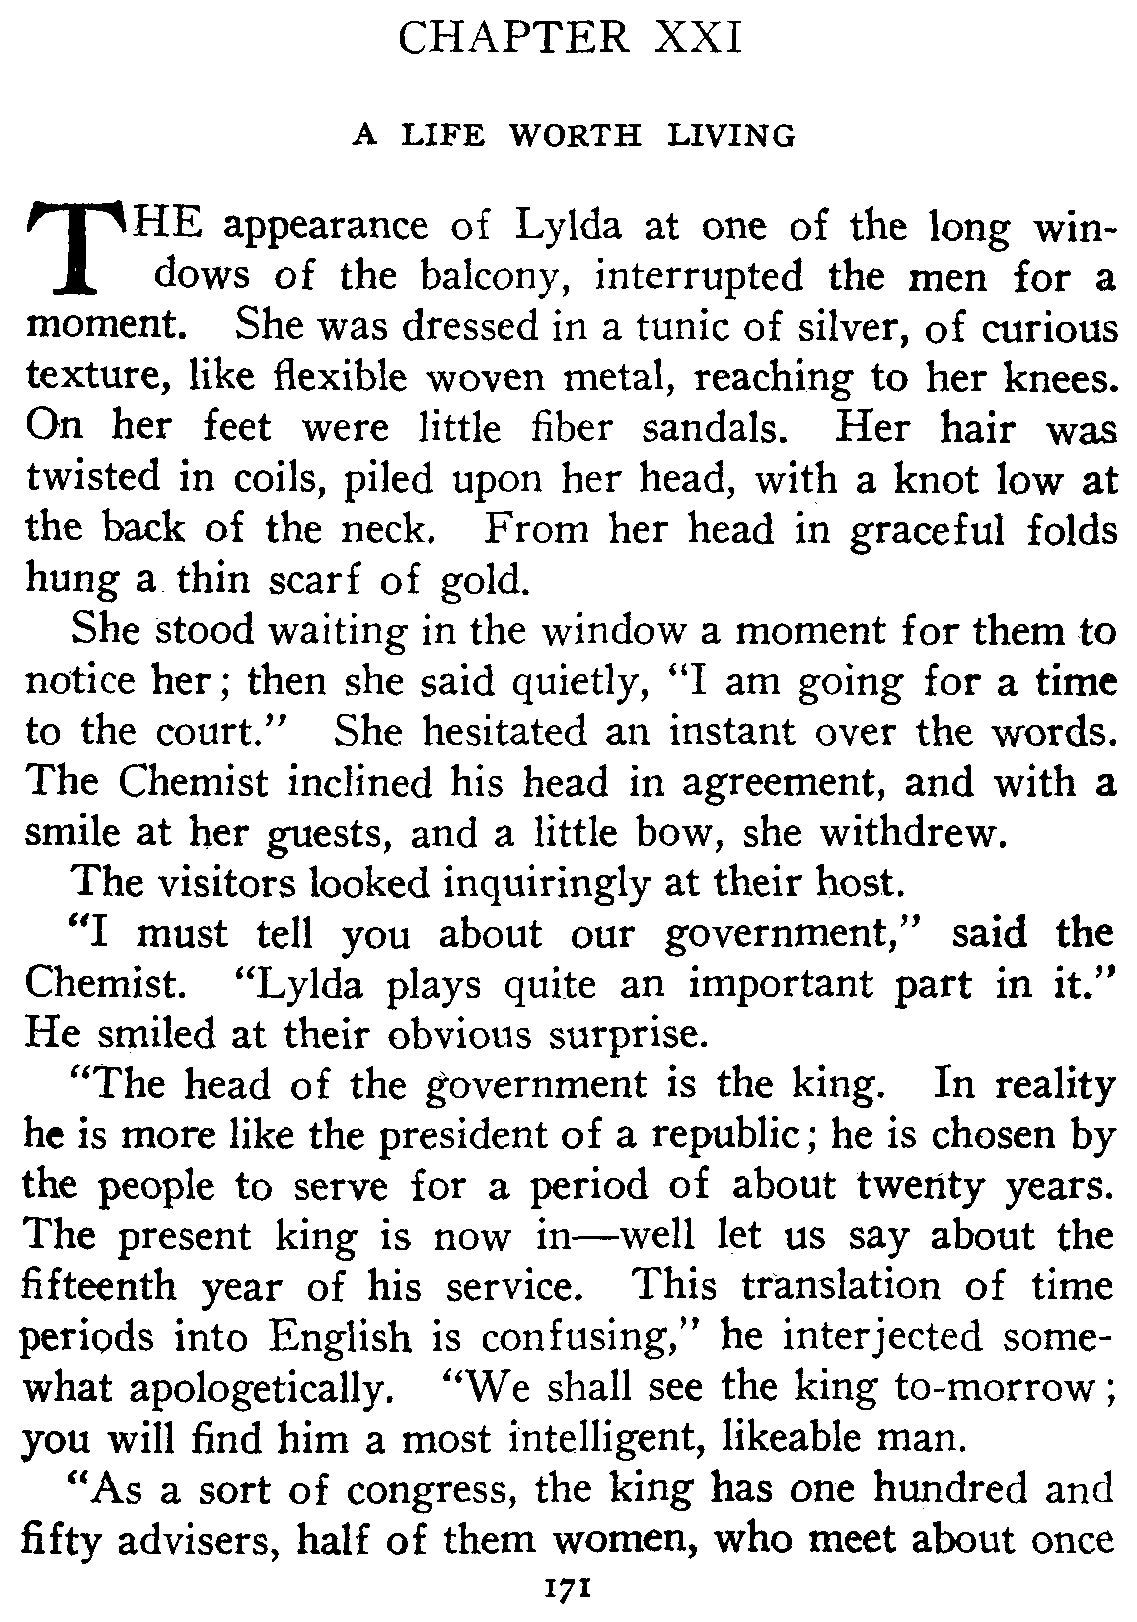 CHAPTER XXI
A LIFE WORTH LIVING
THE appearance of Lylda at one of the long win-
dows of the balcony, interrupted the men for a
moment. She was dressed in a tunic of silver, of curious
texture, like flexible woven metal, reaching to her knees.
On her feet were little fiber sandals. Her hair was
twisted in coils, piled upon her head, with a knot low at
the back of the neck. From her head in graceful folds
hung a thin scarf of gold.
She stood waiting in the window a moment for them to
notice her; then she said quietly, "I am going for a time
to the court." She hesitated an instant over the words.
The Chemist inclined his head in agreement, and with a
smile at her guests, and a little bow, she withdrew.
The visitors looked inquiringly at their host.
"I must tell you about our government," said the
Chemist. "Lylda plays quite an important part in it."
He smiled at their obvious surprise.
"The head of the government is the king. In reality
he is more like the president of a republic; he is chosen by
the people to serve for a period of about twenty years.
The present king is now in—well let us say about the
fifteenth year of his service. This translation of time
periods into English is confusing," he interjected some-
what apologetically. "We shall see the king to-morrow;
you will find him a most intelligent, likeable man.
"As a sort of congress, the king has one hundred and
fifty advisers, half of them women, who meet about once
171